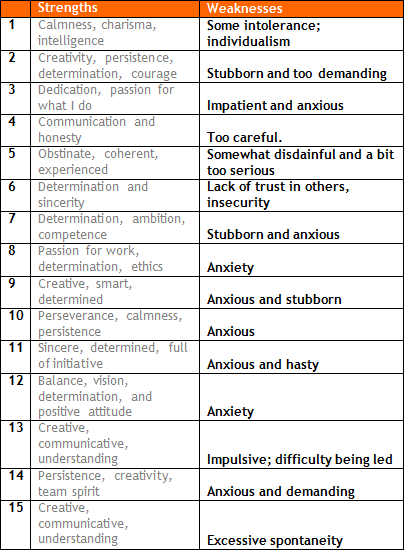 Strengths Weaknesses
1 Calmness, charisma, Some intolerance;
intelligence individualism
2 Creativity, persistence,
determination, courage Stubborn and too demanding
3 Dedication, passion for
what I do Impatient and anxious
4 Communication and
honesty Too careful.
5 Obstinate, coherent, Somewhat disdainful and a bit
experienced too serious
6 Determination and Lack of trust in others,
sincerity insecurity
7 Determination, ambition,
competence Stubborn and anxious
8 Passion for work,
determination, ethics Anxiety
9 Creative, smart,
determined Anxious and stubborn
10 Perseverance, calmness,
persistence Anxious
11 Sincere, determined, full
of initiative Anxious and hasty
12 Balance, vision,
determination, and
positive attitude Anxiety
13 Creative,
communicative,
understanding Impulsive; difficulty being led
14 Persistence, creativity,
team spirit Anxious and demanding
15 Creative,
communicative,
understanding Excessive spontaneity